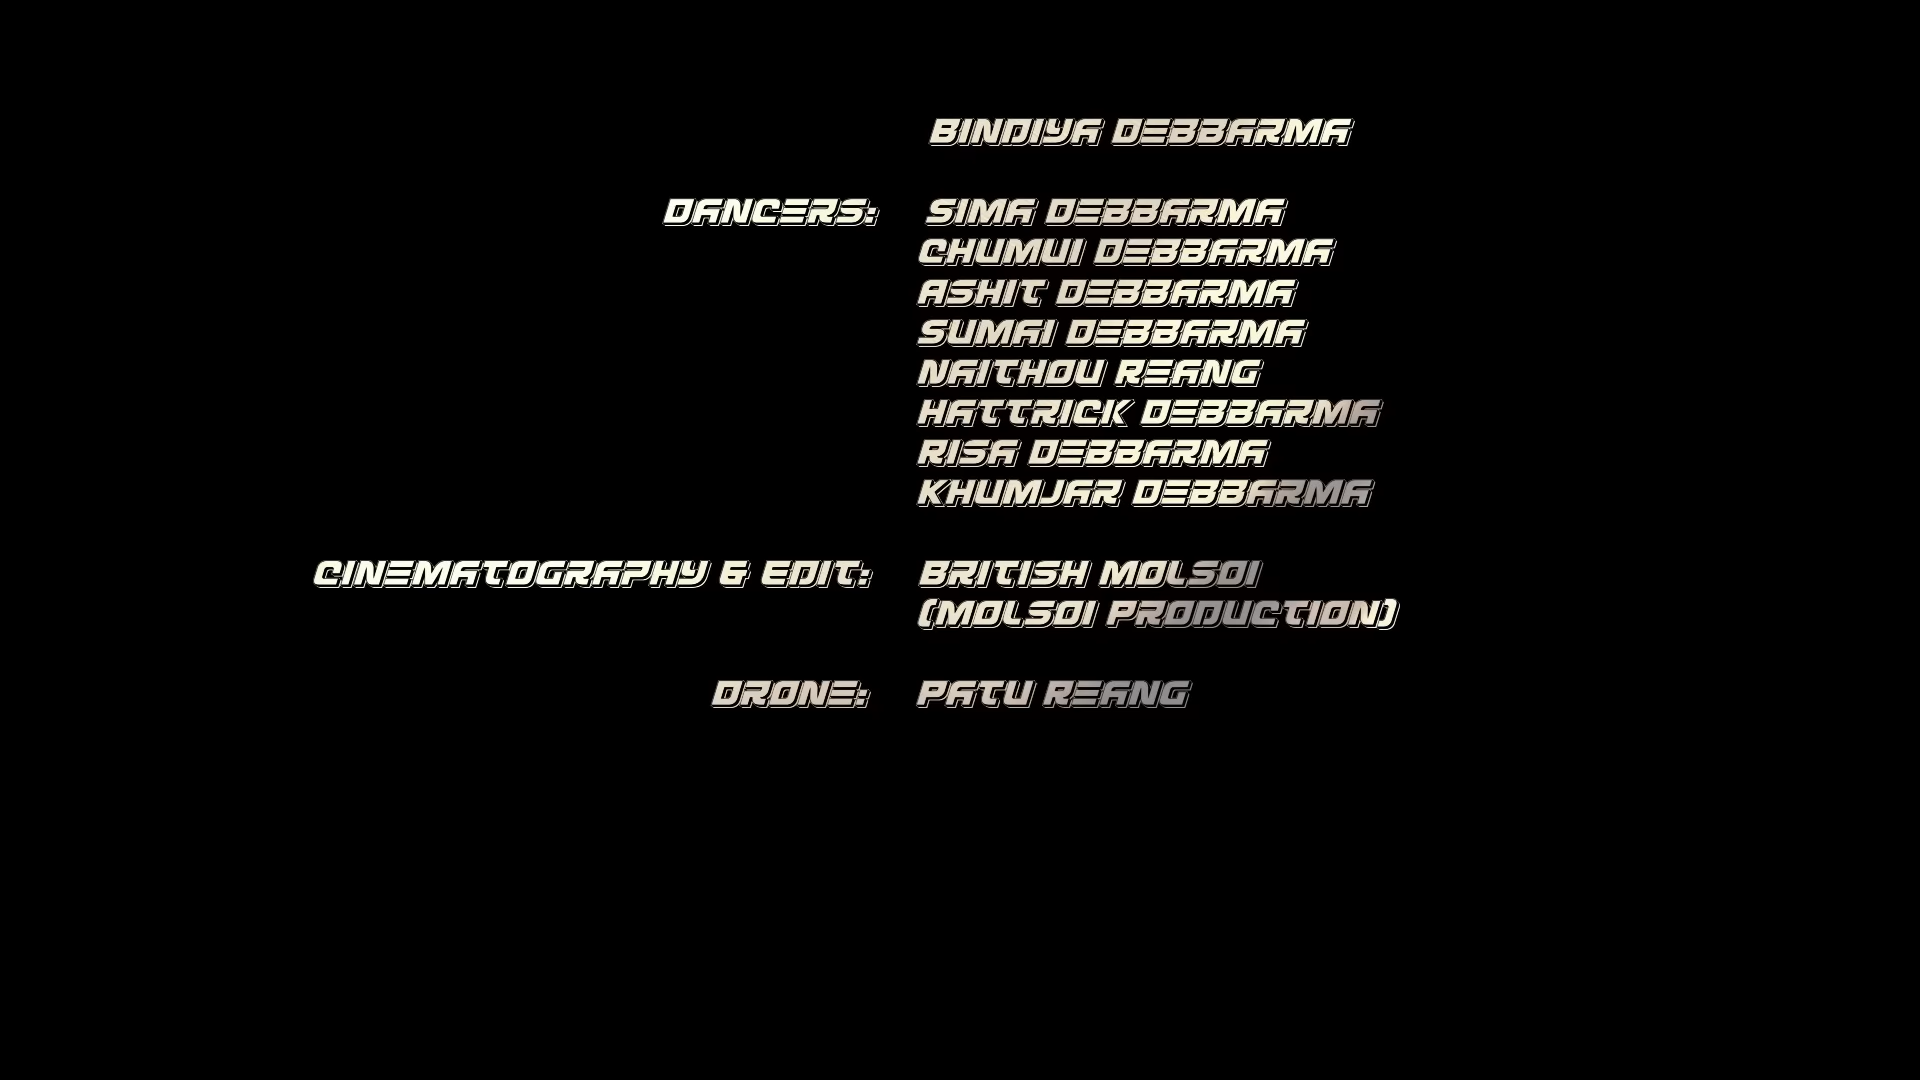 BINDIYA DEBBARMA
DANCERS: SIMA DEBBARMA
CHUMUI DEBBARMA
ASHIT DEBBARMA
SUMAI DEBBARMA
NAITHOU REANG
HATTRICK DEBBARMA
RISA DEBBARMA
KHUMJAR DEBBARMA
CINEMATOGRAPHY & EDIT: BRITISH MOLSOI
(MOLSOI PRODUCTION)
DRONE: PATU REANG